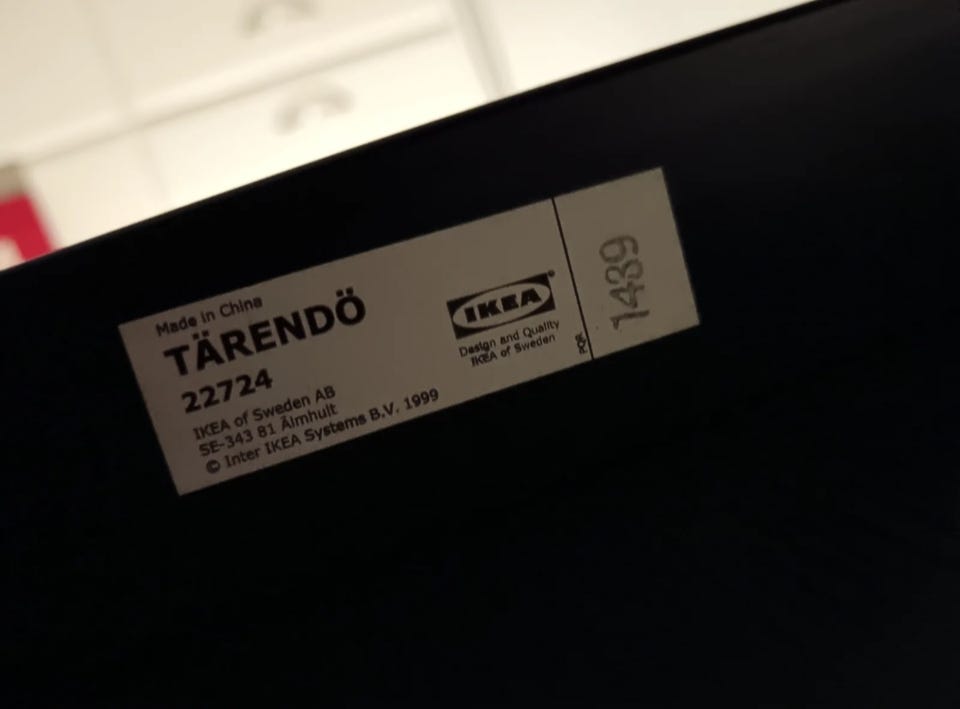 Made in China
TÄRENDÖ
22724
IKEA of Sweden AB
SE-343 81 Älmhult
© Inter IKEA Systems B.V. 1999
IKEA®
Design and Quality
IKEA of Sweden
1439